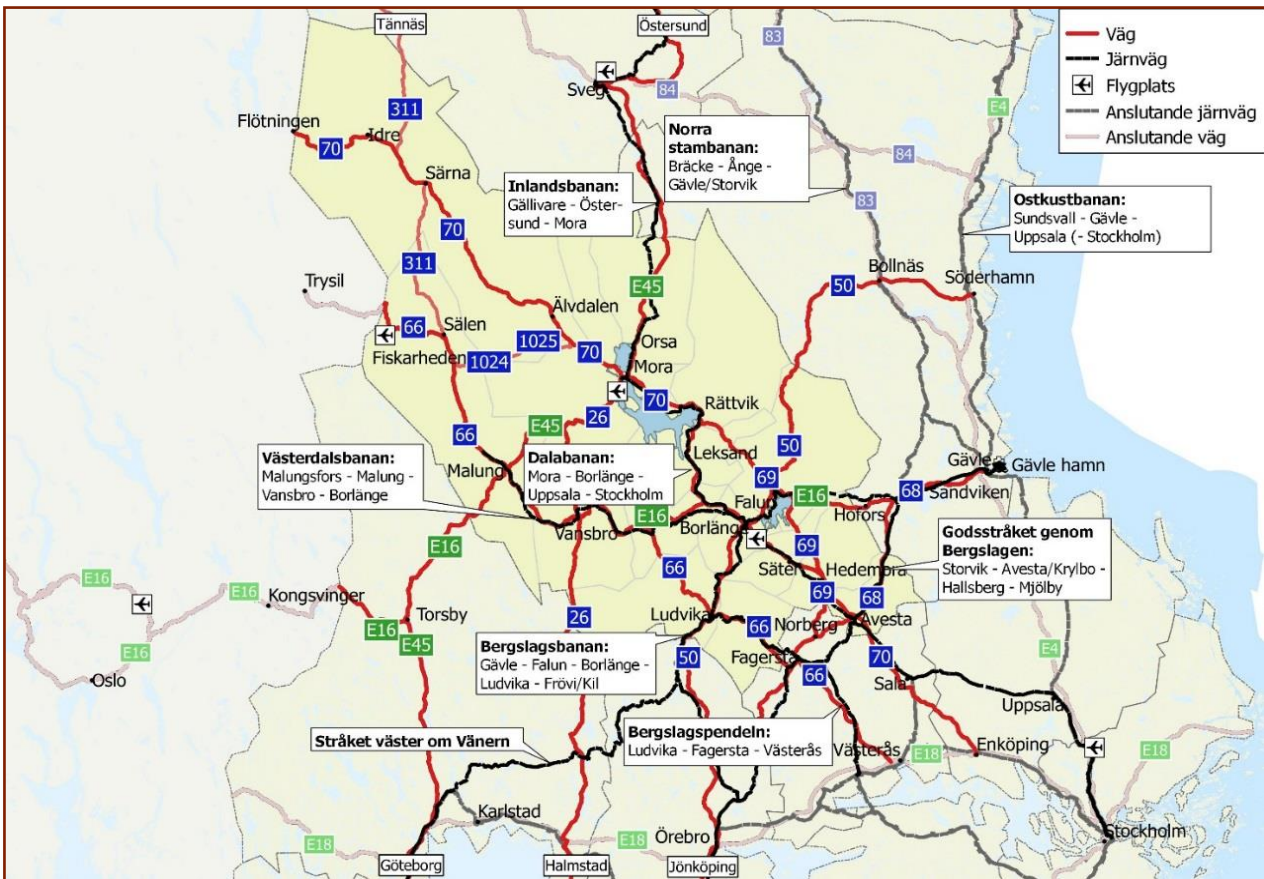 Tännäs
Östersund
83
Väg
Järnväg
Flygplats
Anslutande järnväg
Anslutande väg
Sveg
84
E4
311
Flötningen
Idre
70
Norra
stambanan:
Bräcke - Ånge -
Gävle/Storvik
84
Särna
Inlandsbanan:
Gällivare - Öster-
sund - Mora
83
Ostkustbanan:
Sundsvall - Gävle -
Uppsala (- Stockholm)
70
311
Trysil
E45
50
Bollnäs
Söderhamn
Älvdalen
66
Sälen
Orsa
1025
1024
70
Fiskarheden
Mora
70
Rättvik
26
E45
66
50
Leksand
Västerdalsbanan:
Malungsfors - Malung -
Vansbro - Borlänge
Malung
Dalabanan:
Mora - Borlänge -
Uppsala - Stockholm
69
Gävle
Gävle hamn
Falun
E16
68
Sandviken
Hofors
E16
Vansbro
Borlänge
E16
69
Godsstråket genom
Bergslagen:
Storvik - Avesta/Krylbo -
Hallsberg - Mjölby
66
Säter
Hedemora
E16
E16
E16
Kongsvinger
Torsby
26
Ludvika
69
68
Avesta
E16
E45
66
Norberg
E16
Bergslagsbanan:
Gävle - Falun - Borlänge -
Ludvika - Frövi/Kil
50
Fagersta
66
70
Sala
E4
Oslo
Uppsala
Bergslagspendeln:
Ludvika - Fagersta - Västerås
Stråket väster om Vänern
Västerås
E18
Enköping
E18
Karlstad
Örebro
Stockholm
E18
E18
Göteborg
Halmstad
Jönköping